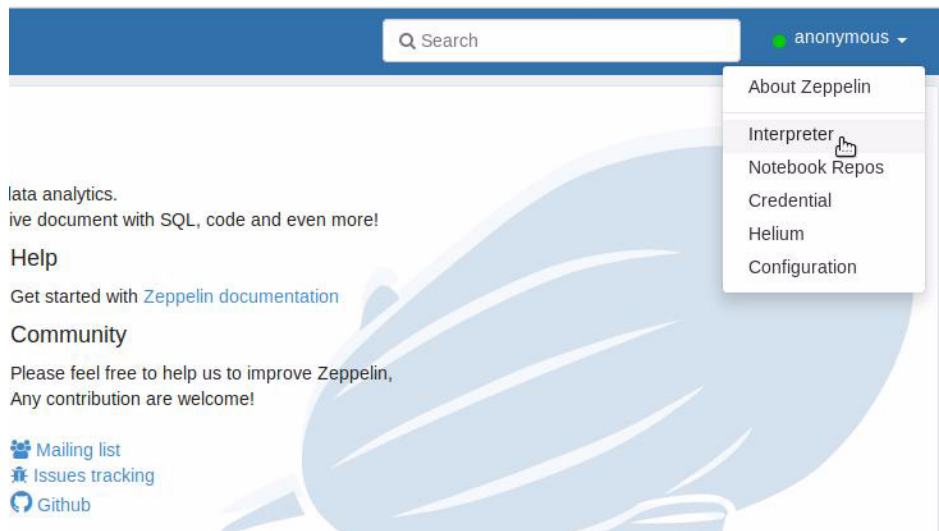 Search
anonymous
About Zeppelin
Interpreter
Notebook Repos
Credential
Helium
Configuration
data analytics.
ive document with SQL, code and even more!
Help
Get started with Zeppelin documentation
Community
Please feel free to help us to improve Zeppelin,
Any contribution are welcome!
Mailing list
Issues tracking
Github